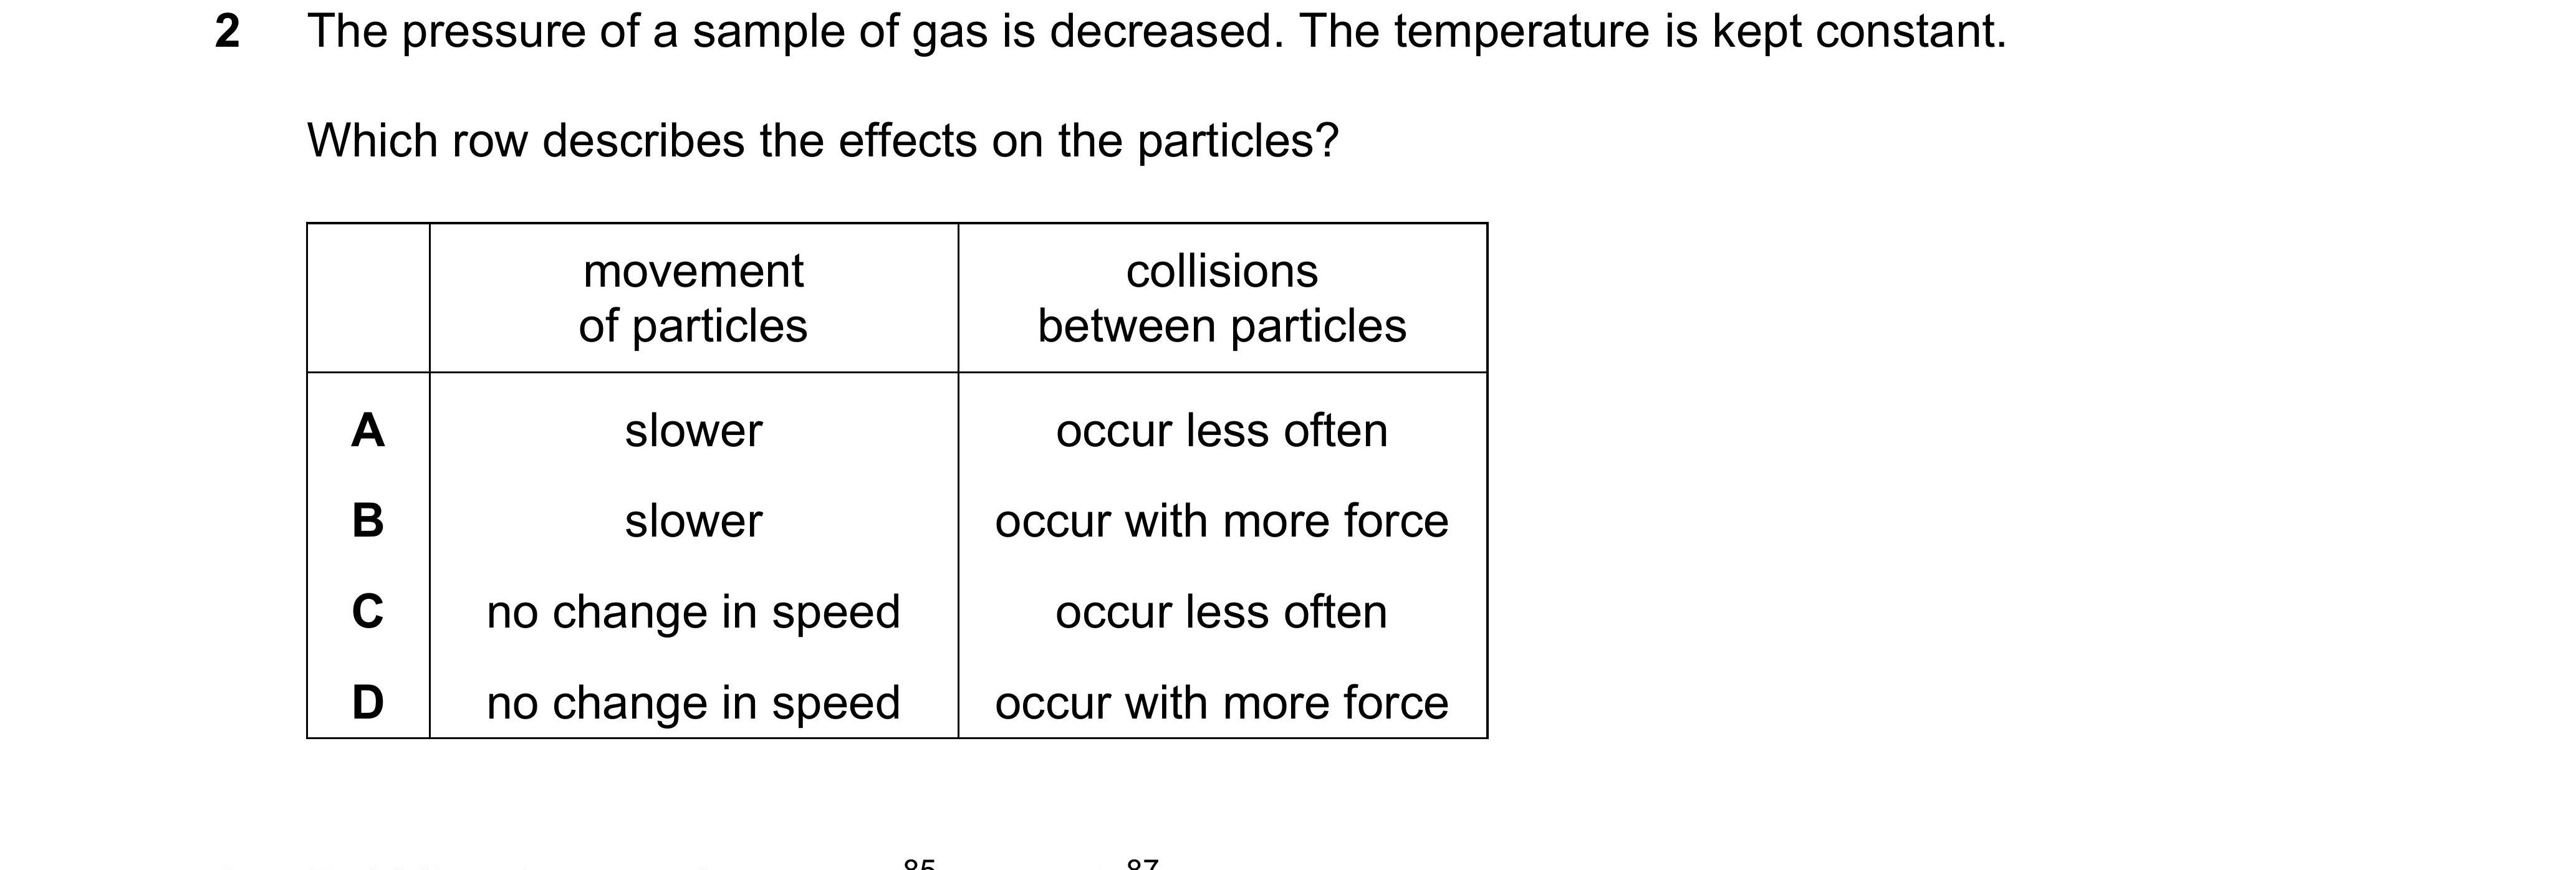 2 The pressure of a sample of gas is decreased. The temperature is kept constant.
Which row describes the effects on the particles?
movement of particles collisions between particles
A slower occur less often
B slower occur with more force
C no change in speed occur less often
D no change in speed occur with more force
85 87